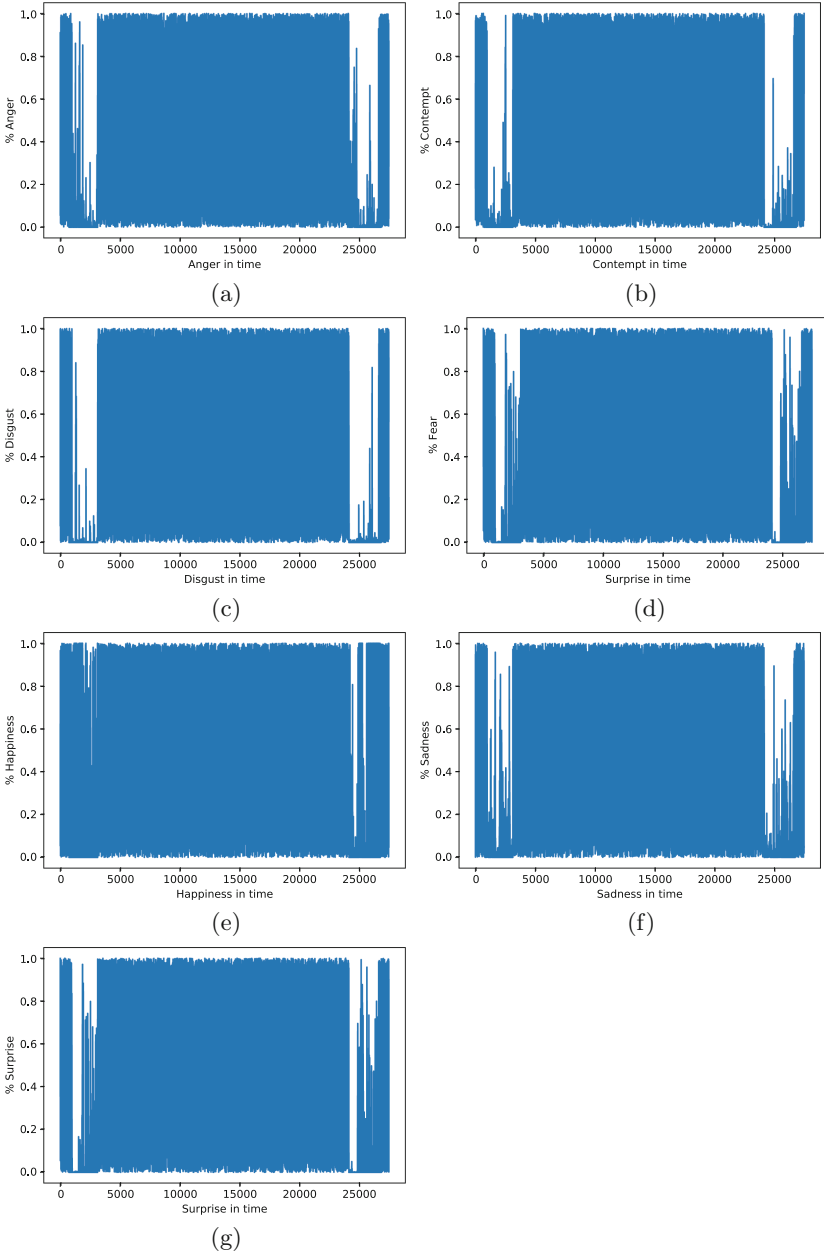 1.0
0.8
0.6
0.4
0.2
0.0
% Anger
0 5000 10000 15000 20000 25000
Anger in time
(a)
1.0
0.8
0.6
0.4
0.2
0.0
% Contempt
0 5000 10000 15000 20000 25000
Contempt in time
(b)
1.0
0.8
0.6
0.4
0.2
0.0
% Disgust
0 5000 10000 15000 20000 25000
Disgust in time
(c)
1.0
0.8
0.6
0.4
0.2
0.0
% Fear
0 5000 10000 15000 20000 25000
Surprise in time
(d)
1.0
0.8
0.6
0.4
0.2
0.0
% Happiness
0 5000 10000 15000 20000 25000
Happiness in time
(e)
1.0
0.8
0.6
0.4
0.2
0.0
% Sadness
0 5000 10000 15000 20000 25000
Sadness in time
(f)
1.0
0.8
0.6
0.4
0.2
0.0
% Surprise
0 5000 10000 15000 20000 25000
Surprise in time
(g)